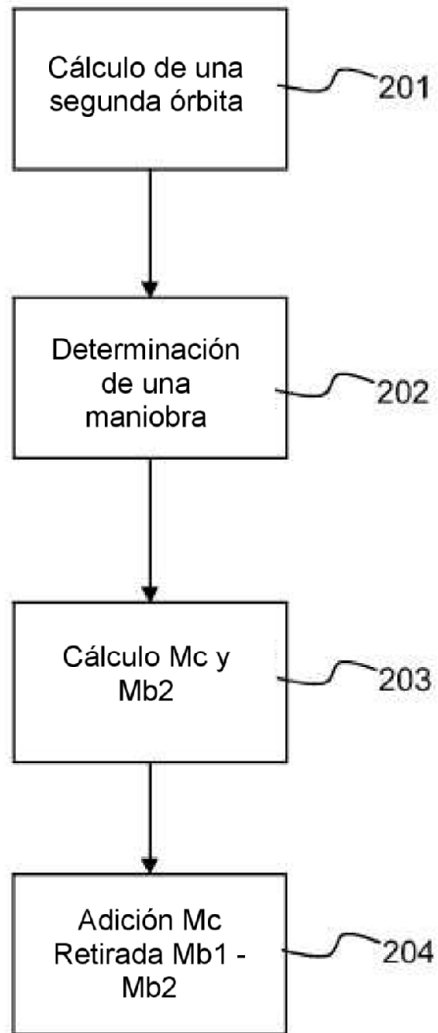 Cálculo de una
segunda órbita
201
Determinación
de una
maniobra
202
Cálculo Mc y
Mb2
203
Adición Mc
Retirada Mb1 -
Mb2
204